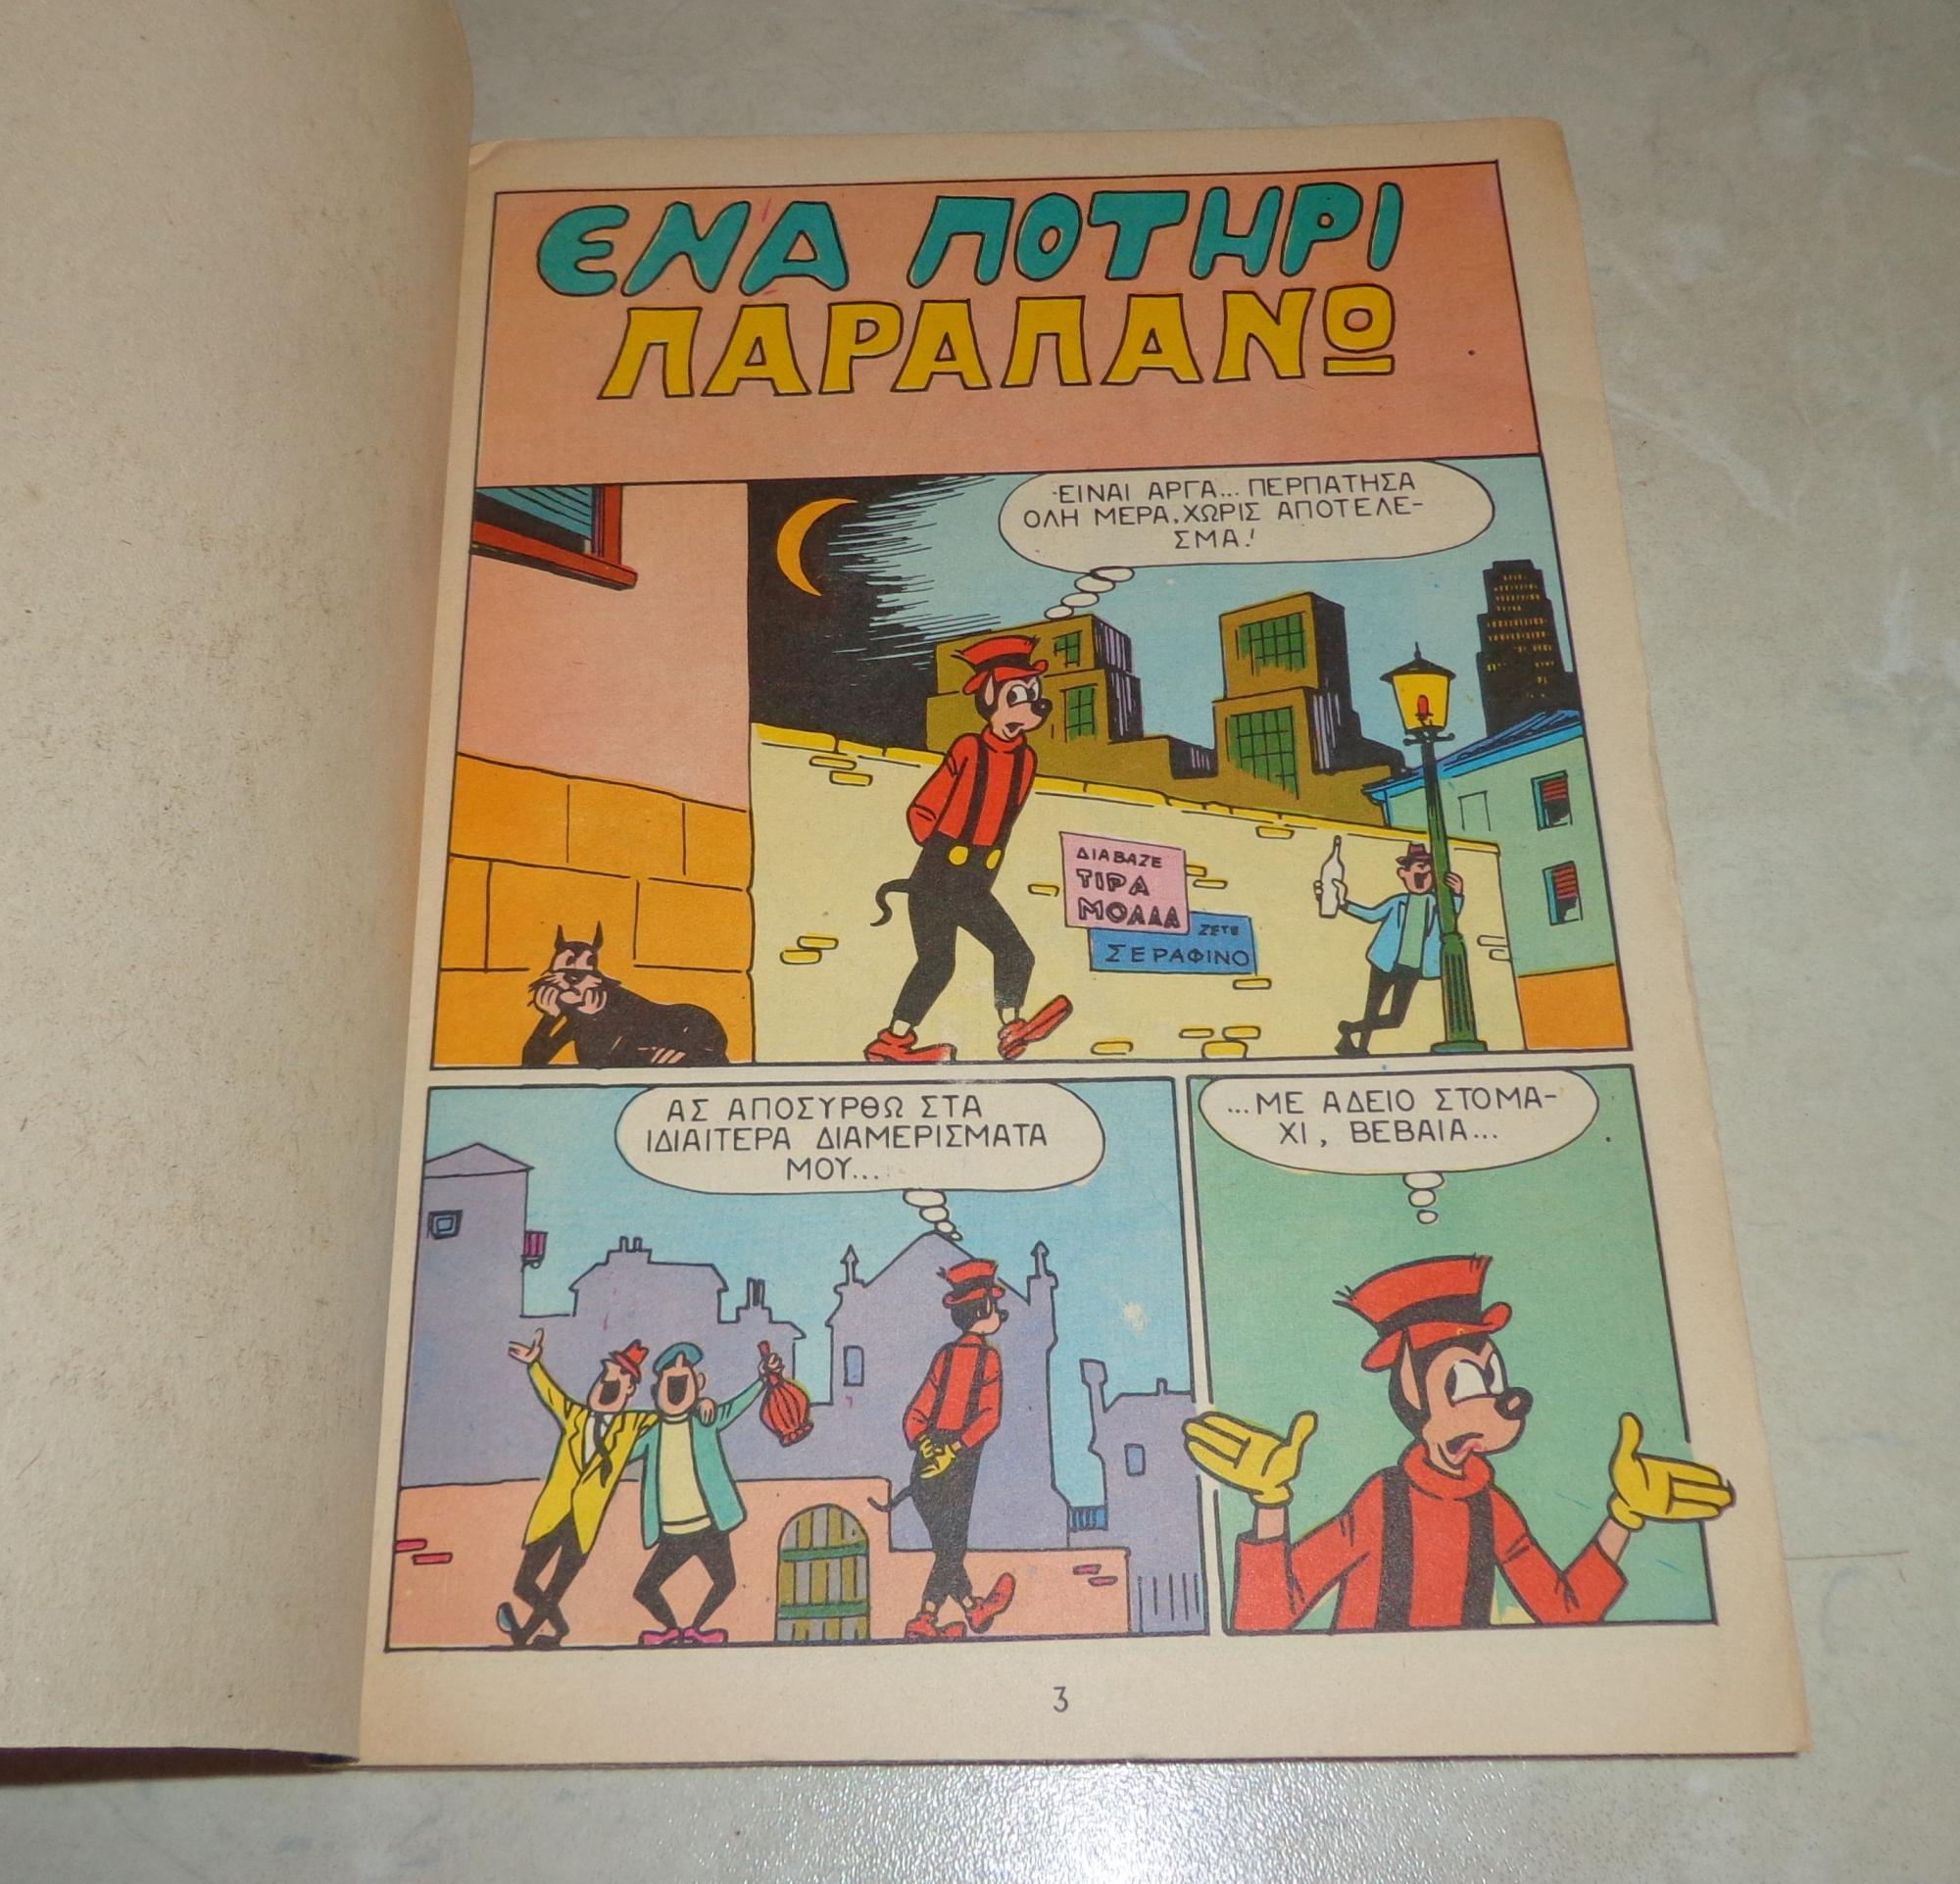 ΕΝΑ ΠΟΤΗΡΙ
ΠΑΡΑΠΑΝΩ
ΕΙΝΑΙ ΑΡΓΑ... ΠΕΡΠΑΤΗΣΑ
ΟΛΗ ΜΕΡΑ, ΧΩΡΙΣ ΑΠΟΤΕΛΕ-
ΣΜΑ!
ΔΙΑΒΑΖΕ
ΤΙΡΑ
ΜΟΛΛΑ
ΖΕΤΕ
ΣΕΡΑΦΙΝΟ
ΑΣ ΑΠΟΣΥΡΘΩ ΣΤΑ
ΙΔΙΑΙΤΕΡΑ ΔΙΑΜΕΡΙΣΜΑΤΑ
ΜΟΥ...
...ΜΕ ΑΔΕΙΟ ΣΤΟΜΑ-
ΧΙ, ΒΕΒΑΙΑ...
3